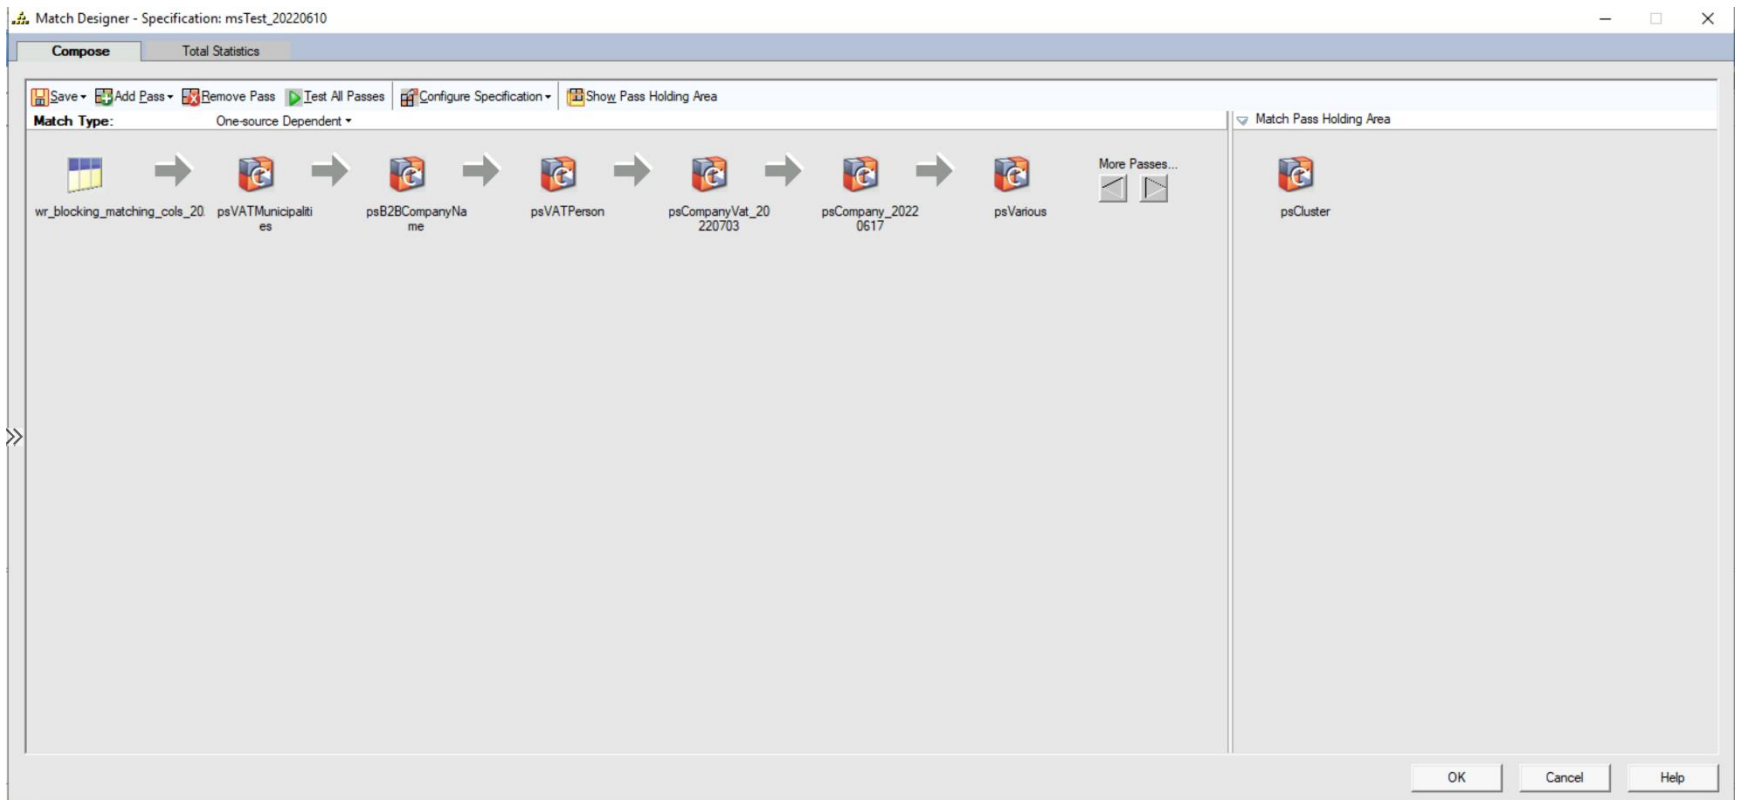 Match Designer - Specification: msTest_20220610
Compose
Total Statistics
Save Add Pass Remove Pass Test All Passes Configure Specification Show Pass Holding Area
Match Type: One-source Dependent
Match Pass Holding Area
More Passes...
wr_blocking_matching_cols_20
psVATMunicipaliti
es
psB2BCompanyNa
me
psVATPerson
psCompanyVat_20
220703
psCompany_2022
0617
psVarious
psCluster
OK Cancel Help